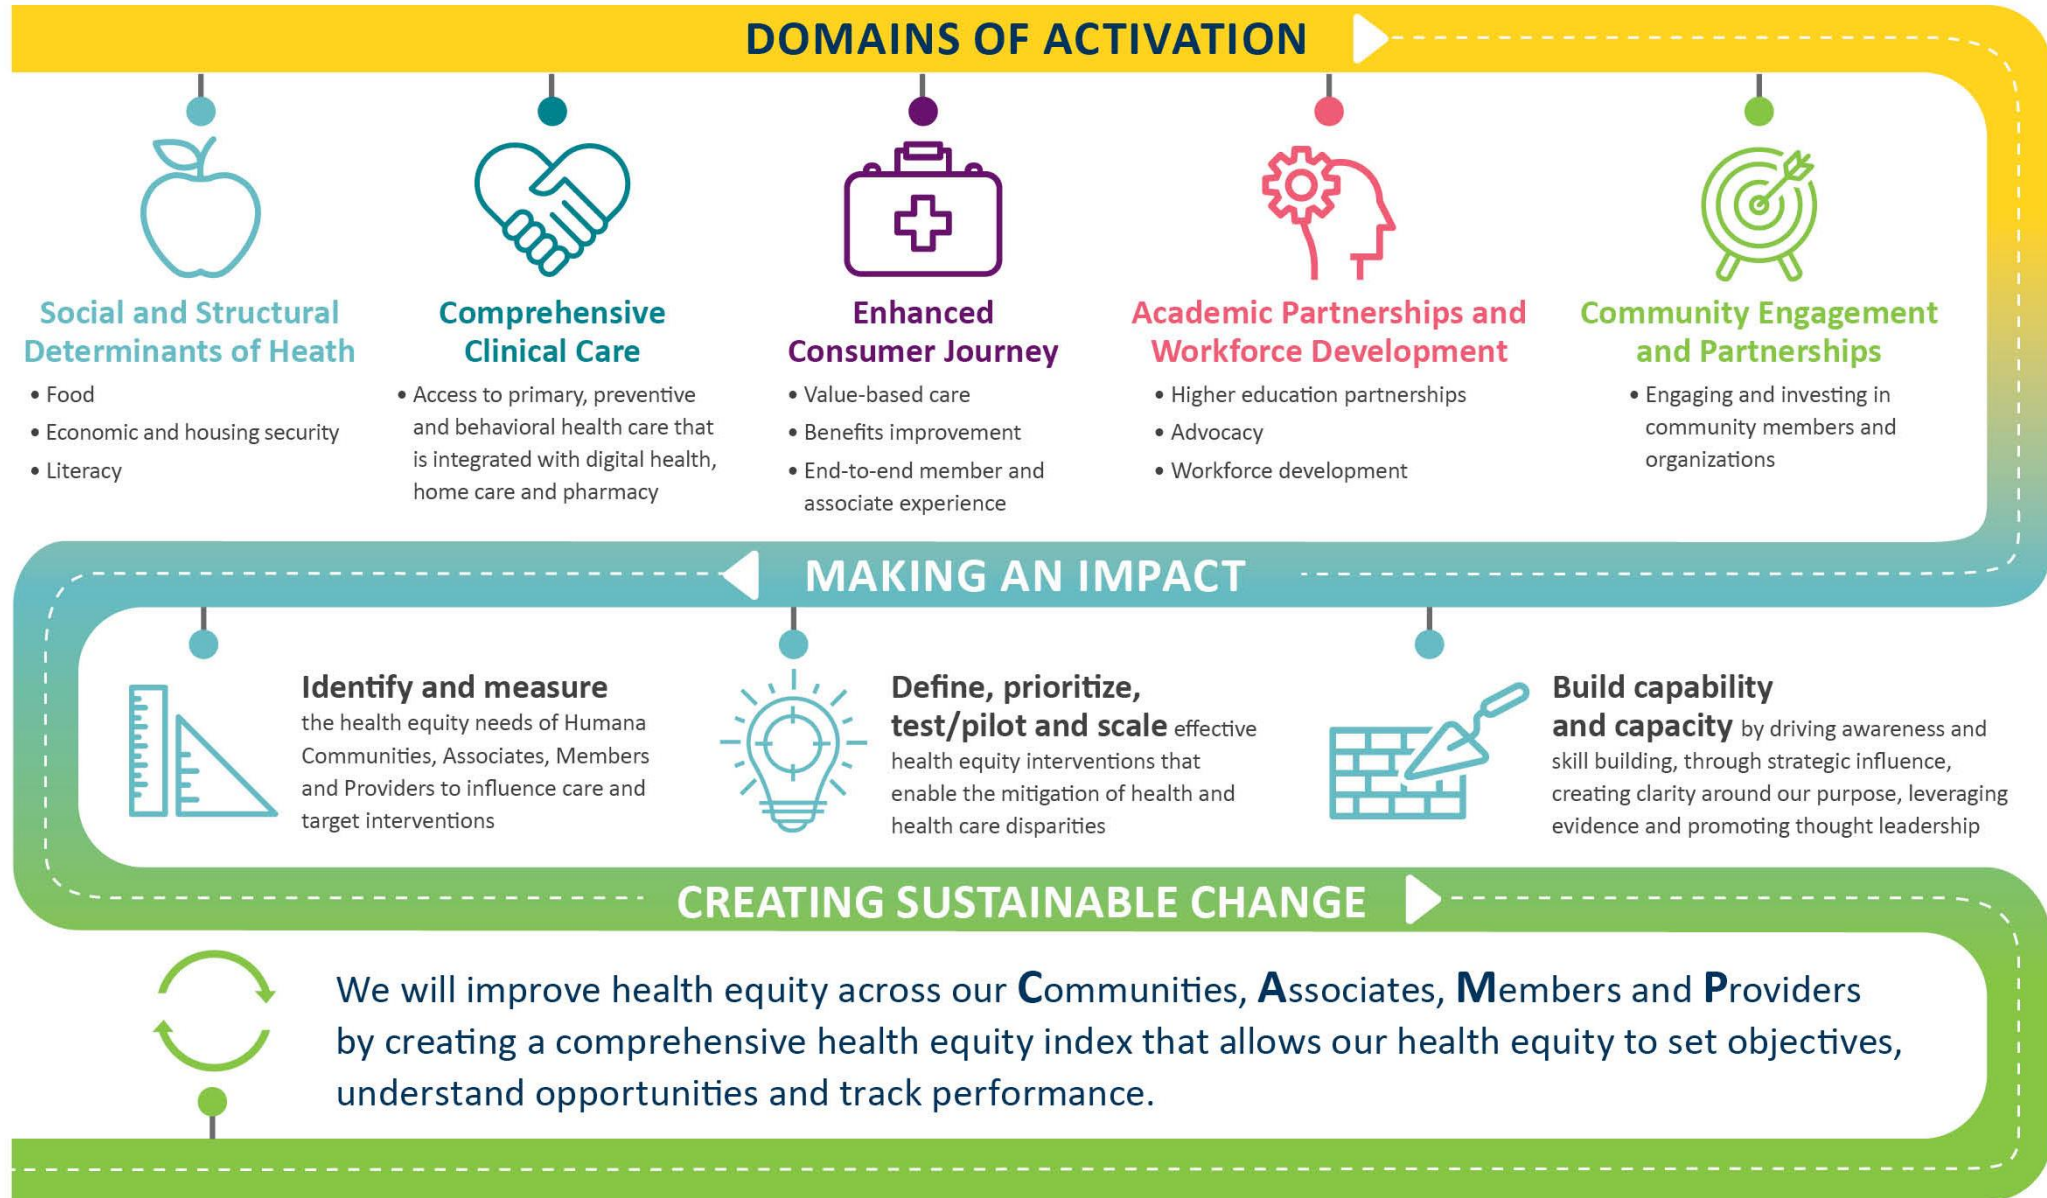 DOMAINS OF ACTIVATION
Social and Structural
Determinants of Heath
• Food
• Economic and housing security
• Literacy
Comprehensive
Clinical Care
• Access to primary, preventive
and behavioral health care that
is integrated with digital health,
home care and pharmacy
Enhanced
Consumer Journey
• Value-based care
• Benefits improvement
• End-to-end member and
associate experience
Academic Partnerships and
Workforce Development
• Higher education partnerships
• Advocacy
• Workforce development
Community Engagement
and Partnerships
• Engaging and investing in
community members and
organizations
MAKING AN IMPACT
Identify and measure
the health equity needs of Humana
Communities, Associates, Members
and Providers to influence care and
target interventions
Define, prioritize,
test/pilot and scale effective
health equity interventions that
enable the mitigation of health and
health care disparities
Build capability
and capacity by driving awareness and
skill building, through strategic influence,
creating clarity around our purpose, leveraging
evidence and promoting thought leadership
CREATING SUSTAINABLE CHANGE
We will improve health equity across our Communities, Associates, Members and Providers
by creating a comprehensive health equity index that allows our health equity to set objectives,
understand opportunities and track performance.